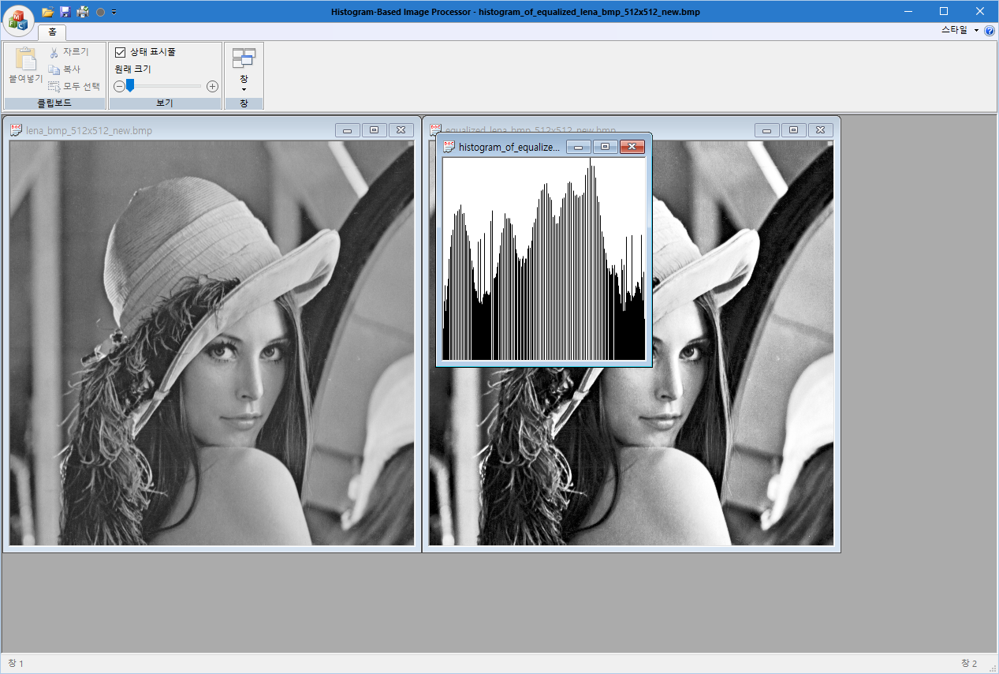 Histogram-Based Image Processor - histogram_of_equalized_lena_bmp_512x512_new.bmp
홈
스타일
붙여넣기
자르기
복사
모두 선택
클립보드
상태 표시줄
원래 크기
보기
창
창
lena_bmp_512x512_new.bmp
equalized_lena_bmp_512x512_new.bmp
histogram_of_equalize...
창 1
창 2